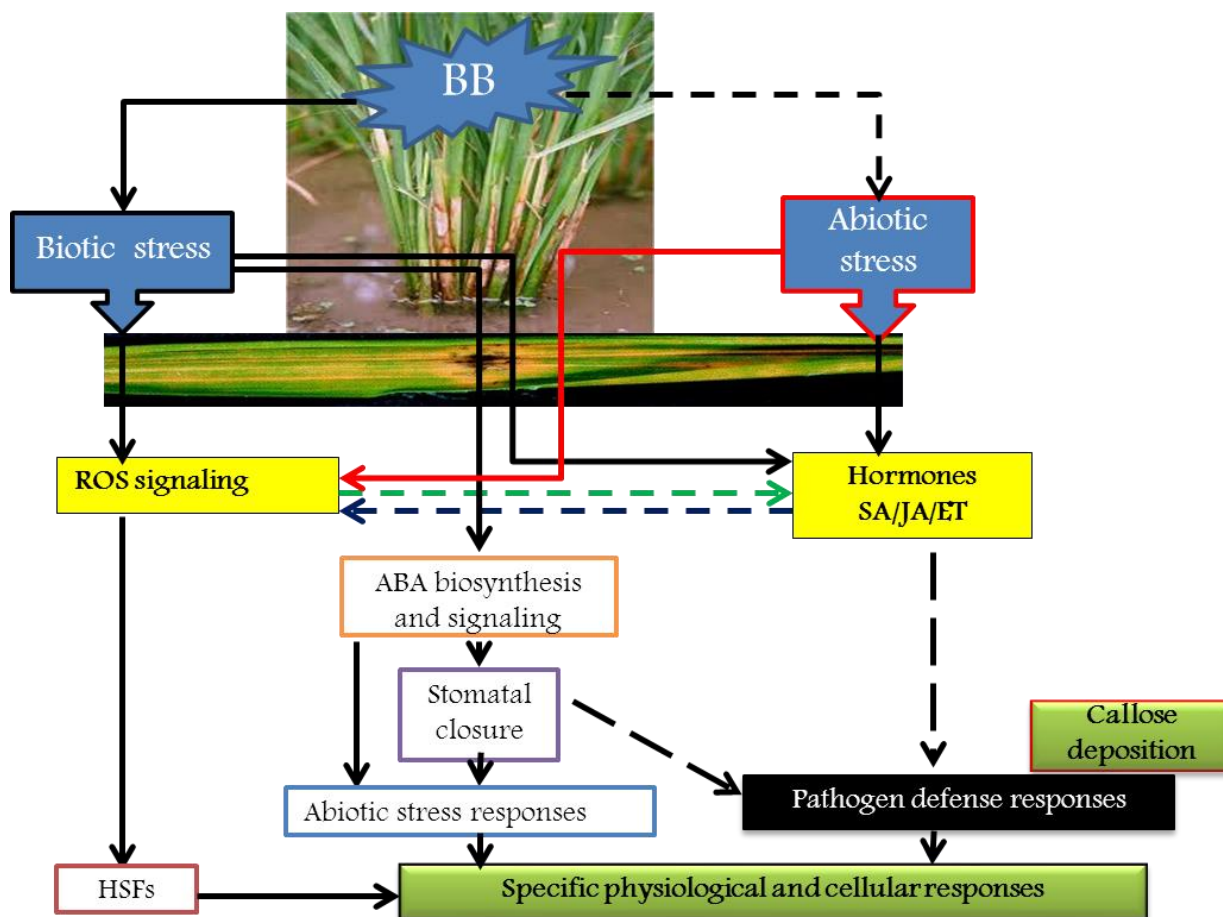 BB
Biotic stress
Abiotic
stress
ROS signaling
Hormones
SA/JA/ET
ABA biosynthesis
and signaling
Stomatal
closure
Callose
deposition
Abiotic stress responses
Pathogen defense responses
HSFs
Specific physiological and cellular responses